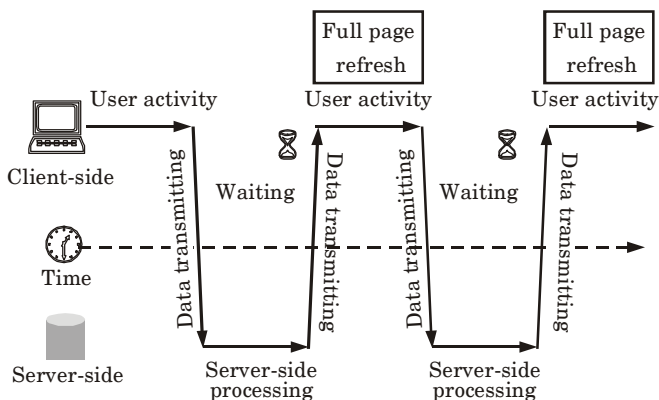 Full page
refresh
Full page
refresh
User activity
User activity
User activity
Client-side
Waiting
Waiting
Data transmitting
Data transmitting
Data transmitting
Data transmitting
Time
Server-side
Server-side
processing
Server-side
processing